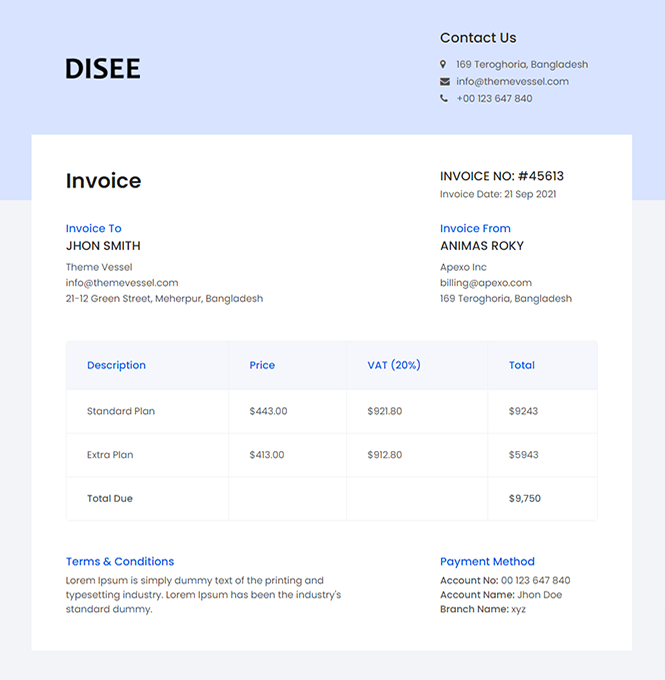 DISEE
Contact Us
169 Teroghoria, Bangladesh
info@themevessel.com
+00 123 647 840
Invoice
INVOICE NO: #45613
Invoice Date: 21 Sep 2021
Invoice To
JHON SMITH
Theme Vessel
info@themevessel.com
21-12 Green Street, Meherpur, Bangladesh
Invoice From
ANIMAS ROKY
Apexo Inc
billing@apexo.com
169 Teroghoria, Bangladesh
Description Price VAT (20%) Total
Standard Plan $443.00 $921.80 $9243
Extra Plan $413.00 $912.80 $5943
Total Due $9,750
Terms & Conditions
Lorem Ipsum is simply dummy text of the printing and
typesetting industry. Lorem Ipsum has been the industry's
standard dummy.
Payment Method
Account No: 00 123 647 840
Account Name: Jhon Doe
Branch Name: xyz